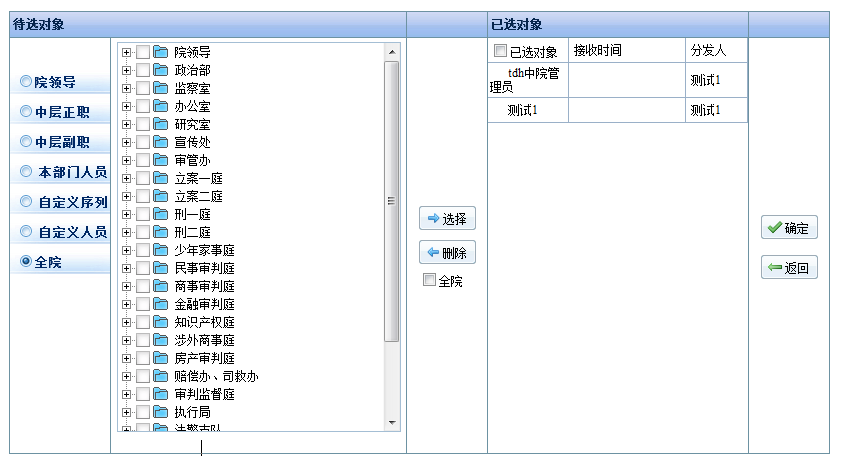 待选对象
已选对象
院领导
中层正职
中层副职
本部门人员
自定义序列
自定义人员
全院
院领导
政治部
监察室
办公室
研究室
宣传处
审管办
立案一庭
立案二庭
刑一庭
刑二庭
少年家事庭
民事审判庭
商事审判庭
金融审判庭
知识产权庭
涉外商事庭
房产审判庭
赔偿办、司救办
审判监督庭
执行局
法警支队
选择
删除
全院
已选对象 接收时间 分发人
tdh中院管理员 测试1
测试1 测试1
确定
返回